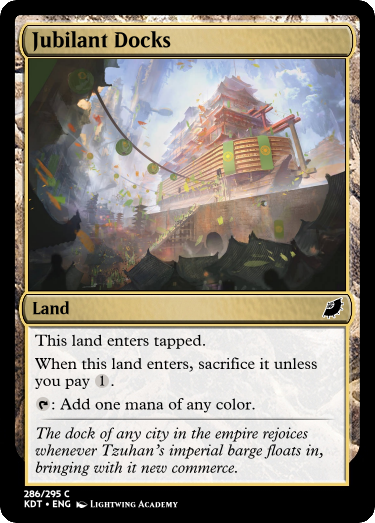 Jubilant Docks
Land
This land enters tapped.
When this land enters, sacrifice it unless
you pay 1.
: Add one mana of any color.
The dock of any city in the empire rejoices
whenever Tzuhan's imperial barge floats in,
bringing with it new commerce.
286/295 C
KDT • ENG Lightwing Academy